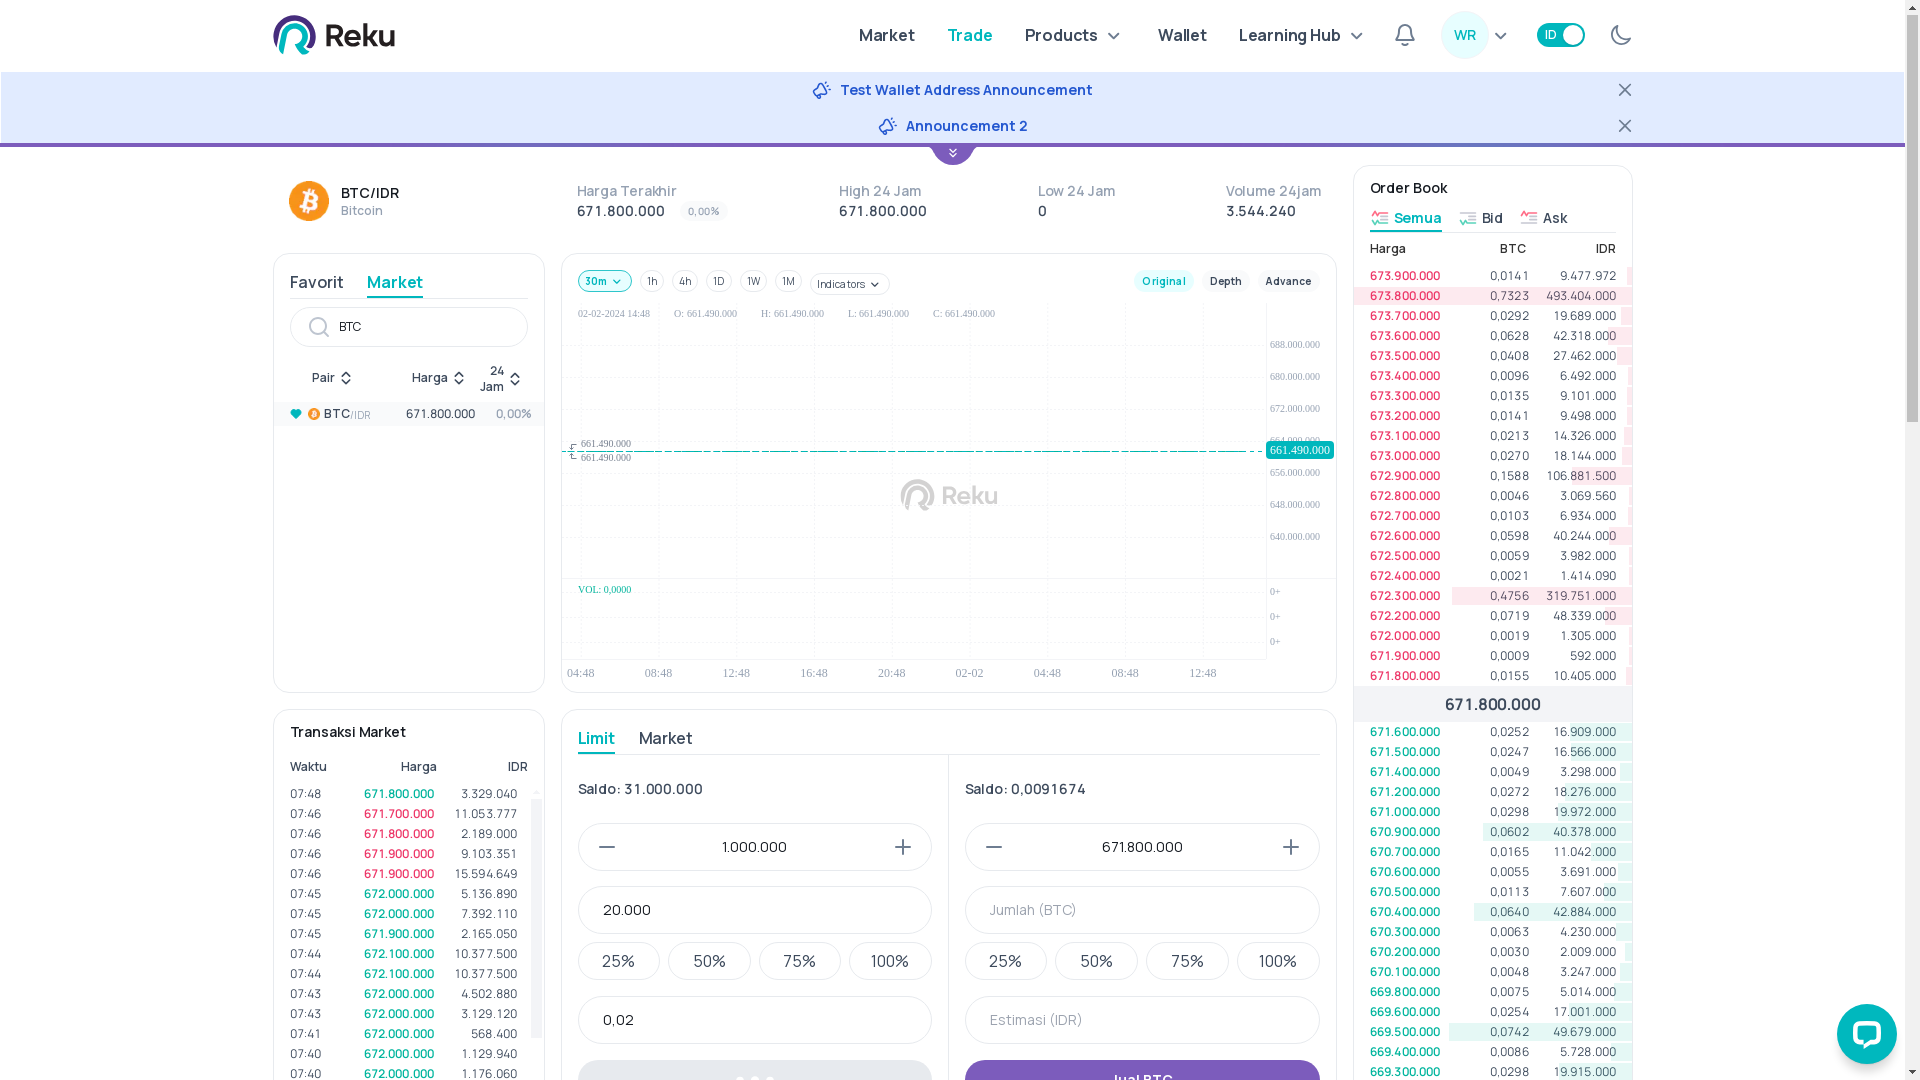 Reku
Market
Trade
Products
Wallet
Learning Hub
WR
ID
Test Wallet Address Announcement
Announcement 2
BTC/IDR
Bitcoin
Harga Terakhir
671.800.000
0,00%
High 24 Jam
671.800.000
Low 24 Jam
0
Volume 24jam
3.544.240
Favorit
Market
BTC
Pair
Harga
24
Jam
BTC/IDR
671.800.000
0,00%
30m
1h
4h
1D
1W
1M
Indicators
Original
Depth
Advance
02-02-2024 14:48
O: 661.490.000
H: 661.490.000
L: 661.490.000
C: 661.490.000
688.000.000
680.000.000
672.000.000
664.000.000
661.490.000
656.000.000
648.000.000
640.000.000
661.490.000
661.490.000
Reku
VOL: 0,0000
0+
0+
0+
04:48
08:48
12:48
16:48
20:48
02-02
04:48
08:48
12:48
Transaksi Market
Waktu Harga IDR
07:48 671.800.000 3.329.040
07:46 671.700.000 11.053.777
07:46 671.800.000 2.189.000
07:46 671.900.000 9.103.351
07:46 671.900.000 15.594.649
07:45 672.000.000 5.136.890
07:45 672.000.000 7.392.110
07:45 671.900.000 2.165.050
07:44 672.100.000 10.377.500
07:44 672.100.000 10.377.500
07:43 672.000.000 4.502.880
07:43 672.000.000 3.129.120
07:41 672.000.000 568.400
07:40 672.000.000 1.129.940
07:40 672.000.000 1.176.060
Limit
Market
Saldo: 31.000.000
1.000.000
20.000
25%
50%
75%
100%
0,02
Saldo: 0,0091674
671.800.000
Jumlah (BTC)
25%
50%
75%
100%
Estimasi (IDR)
Jual BTC
Order Book
Semua
Bid
Ask
Harga BTC IDR
673.900.000 0,0141 9.477.972
673.800.000 0,7323 493.404.000
673.700.000 0,0292 19.689.000
673.600.000 0,0628 42.318.000
673.500.000 0,0408 27.462.000
673.400.000 0,0096 6.492.000
673.300.000 0,0135 9.101.000
673.200.000 0,0141 9.498.000
673.100.000 0,0213 14.326.000
673.000.000 0,0270 18.144.000
672.900.000 0,1588 106.881.500
672.800.000 0,0046 3.069.560
672.700.000 0,0103 6.934.000
672.600.000 0,0598 40.244.000
672.500.000 0,0059 3.982.000
672.400.000 0,0021 1.414.090
672.300.000 0,4756 319.751.000
672.200.000 0,0719 48.339.000
672.000.000 0,0019 1.305.000
671.900.000 0,0009 592.000
671.800.000 0,0155 10.405.000
671.800.000
671.600.000 0,0252 16.909.000
671.500.000 0,0247 16.566.000
671.400.000 0,0049 3.298.000
671.200.000 0,0272 18.276.000
671.000.000 0,0298 19.972.000
670.900.000 0,0602 40.378.000
670.700.000 0,0165 11.042.000
670.600.000 0,0055 3.691.000
670.500.000 0,0113 7.607.000
670.400.000 0,0640 42.884.000
670.300.000 0,0063 4.230.000
670.200.000 0,0030 2.009.000
670.100.000 0,0048 3.247.000
669.800.000 0,0075 5.014.000
669.600.000 0,0254 17.001.000
669.500.000 0,0742 49.679.000
669.400.000 0,0086 5.728.000
669.300.000 0,0298 19.915.000